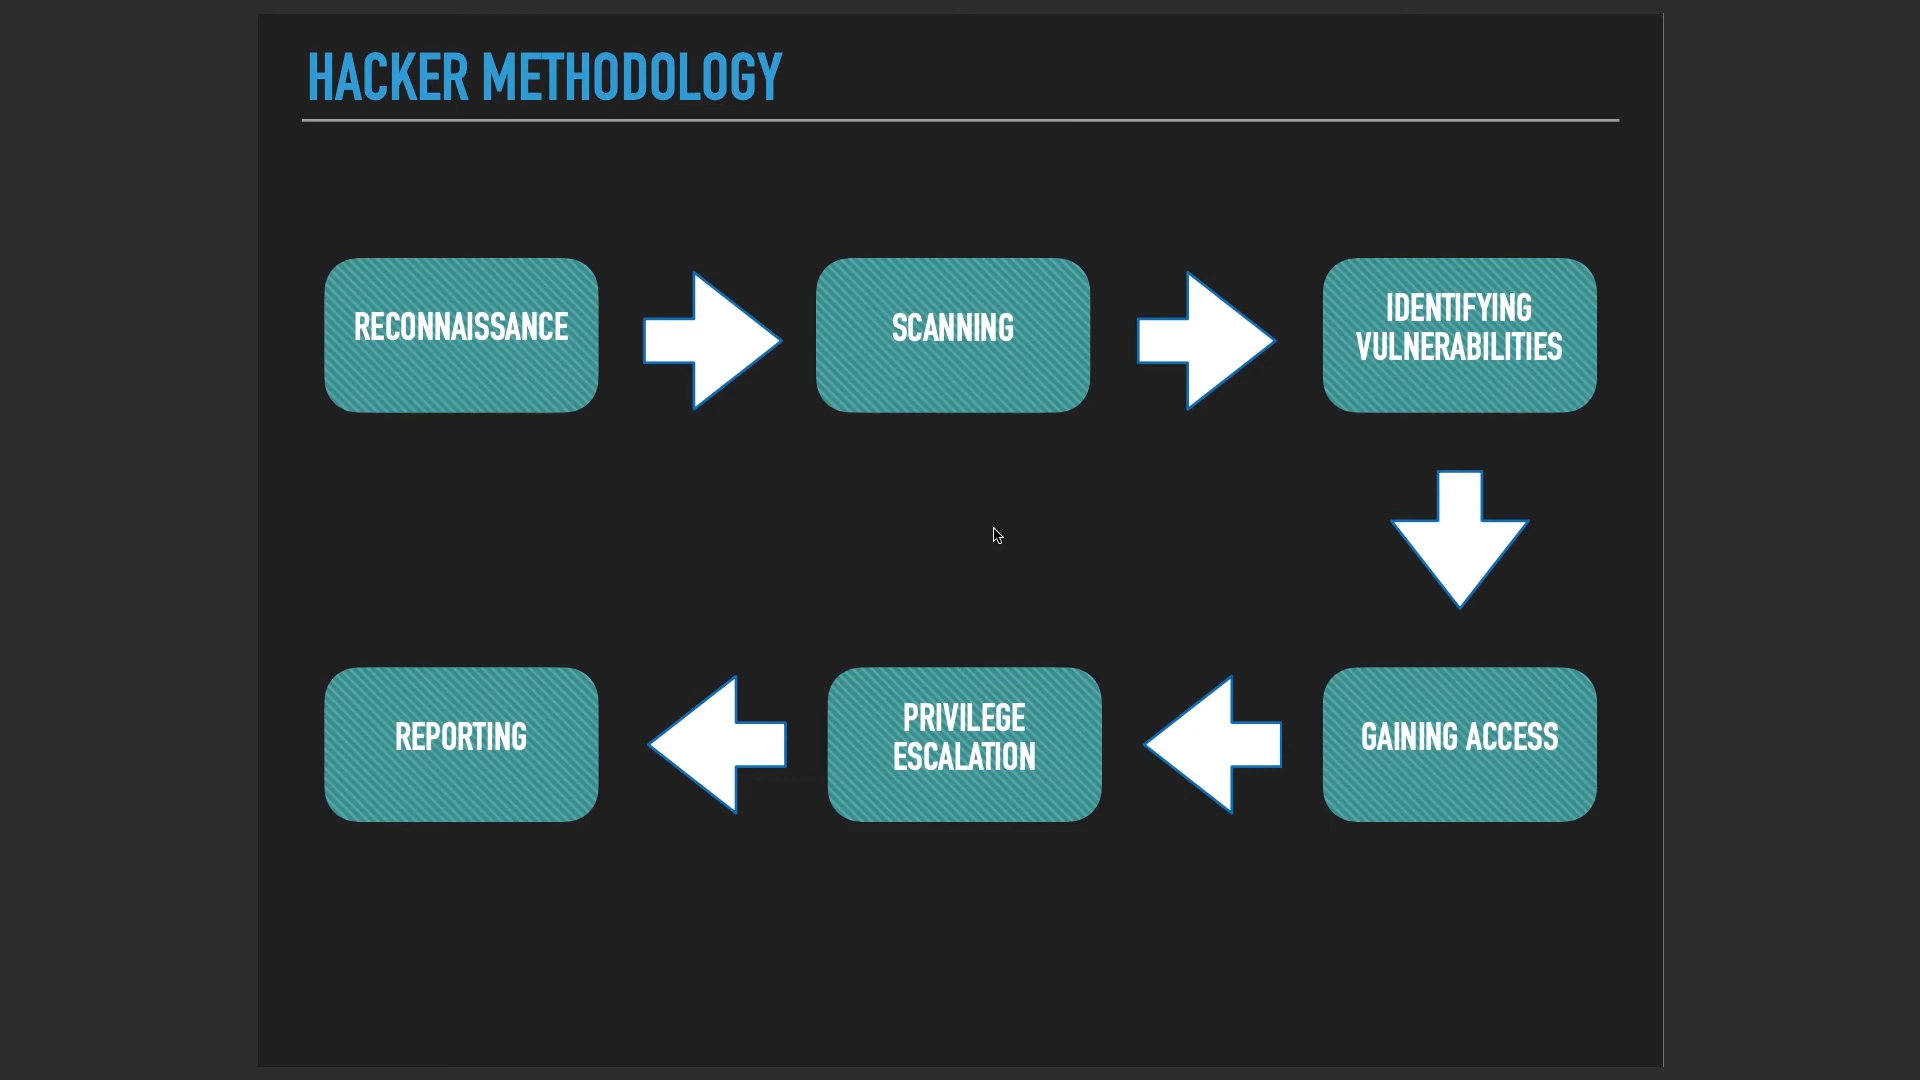 HACKER METHODOLOGY
RECONNAISSANCE
SCANNING
IDENTIFYING
VULNERABILITIES
GAINING ACCESS
PRIVILEGE
ESCALATION
REPORTING